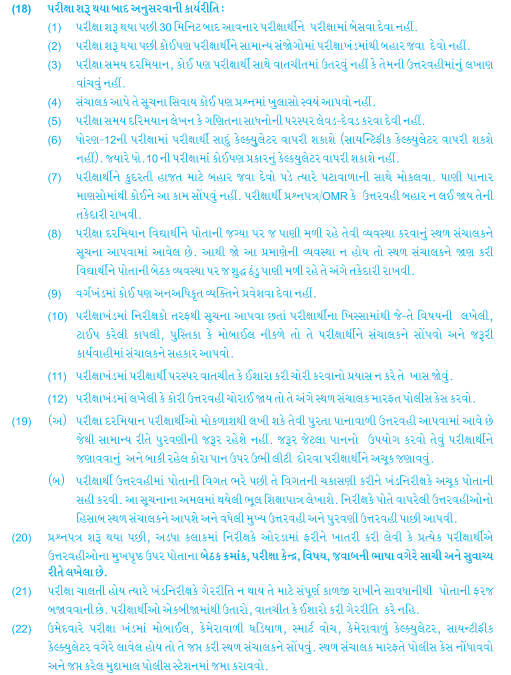 (18) પરીક્ષા શરૂ થયા બાદ અનુસરવાની કાર્યરીતિ :
(1) પરીક્ષા શરૂ થયા પછી 30 મિનિટ બાદ આવનાર પરીક્ષાર્થીને પરીક્ષામાં બેસવા દેવા નહીં.
(2) પરીક્ષા શરૂ થયા પછી કોઈપણ પરીક્ષાર્થીને સામાન્ય સંજોગોમાં પરીક્ષાખંડમાંથી બહાર જવા દેવો નહીં.
(3) પરીક્ષા સમય દરમિયાન, કોઈ પણ પરીક્ષાર્થી સાથે વાતચીતમાં ઉતરવું નહીં કે તેમની ઉત્તરવહીમાંનું લખાણ
વાંચવું નહીં.
(4) સંચાલક આપે તે સૂચના સિવાય કોઈ પણ પ્રશ્નમાં ખુલાસો સ્વયં આપવો નહીં.
(5) પરીક્ષા સમય દરિમયાન લેખન કે ગણિતના સાધનોની પરસ્પર લેવડ-દેવડ કરવા દેવી નહીં.
(6) ધોરણ-12ની પરીક્ષામાં પરીક્ષાર્થી સાદું કેલ્ક્યુલેટર વાપરી શકાશે (સાયન્ટિફીક કેલ્ક્યુલેટર વાપરી શકશે
નહીં). જ્યારે ધો. 10 ની પરીક્ષામાં કોઈપણ પ્રકારનું કેલ્ક્યુલેટર વાપરી શકાશે નહીં.
(7) પરીક્ષાર્થીને કુદરતી હાજત માટે બહાર જવા દેવો પડે ત્યારે પટાવાળાની સાથે મોકલવા. પાણી પાનાર
માણસોમાંથી કોઈને આ કામ સોંપવું નહીં. પરીક્ષાર્થી પ્રશ્નપત્ર/OMR કે ઉત્તરવહી બહાર ન લઈ જાય તેની
તકેદારી રાખવી.
(8) પરીક્ષા દરમિયાન વિદ્યાર્થીને પોતાની જગ્યા પર જ પાણી મળી રહે તેવી વ્યવસ્થા કરવાનું સ્થળ સંચાલકને
સુચના આપવામાં આવેલ છે. આથી જો આ પ્રમાણેની વ્યવસ્થા ન હોય તો સ્થળ સંચાલકને જાણ કરી
વિદ્યાર્થીને પોતાની બેઠક વ્યવસ્થા પર જ શુદ્ધ ઠંડુ પાણી મળી રહે તે અંગે તકેદારી રાખવી.
(9) વર્ગખંડમાં કોઈ પણ અનઅધિકૃત વ્યક્તિને પ્રવેશવા દેવા નહીં.
(10) પરીક્ષાખંડમાં નિરીક્ષકો તરફથી સુચના આપવા છતાં પરીક્ષાર્થીના ખિસ્સામાંથી જે-તે વિષયની લખેલી,
ટાઈપ કરેલી કાપલી, પુસ્તિકા કે મોબાઈલ નીકળે તો તે પરીક્ષાર્થીને સંચાલકને સોંપવો અને જરૂરી
કાર્યવાહીમાં સંચાલકને સહકાર આપવો.
(11) પરીક્ષાખંડમાં પરીક્ષાર્થી પરસ્પર વાતચીત કે ઈશારા કરી ચોરી કરવાનો પ્રયાસ ન કરે તે ખાસ જોવું.
(12) પરીક્ષાખંડમાં લખેલી કે કોરી ઉત્તરવહી ચોરાઈ જાય તો તે અંગે સ્થળ સંચાલક મારફત પોલીસ કેસ કરવો.
(19) (અ) પરીક્ષા દરમિયાન પરીક્ષાર્થીઓ મોકળાશથી લખી શકે તેવી પુરતા પાનાવાળી ઉત્તરવહી આપવામાં આવે છે
જેથી સામાન્ય રીતે પુરવણીની જરૂર રહેશે નહીં. જરૂર જેટલા પાનનો ઉપયોગ કરવો તેવું પરીક્ષાર્થીને
જણાવવાનું અને બાકી રહેલ કોરા પાન ઉપર ઉભી લીટી દોરવા પરીક્ષાર્થીને અચૂક જણાવવું.
(બ) પરીક્ષાર્થી ઉત્તરવહીમાં પોતાની વિગત ભરે પછી તે વિગતની ચકાસણી કરીને ખંડનિરીક્ષકે અચૂક પોતાની
સહી કરવી. આ સૂચનાના અમલમાં થયેલી ભૂલ શિક્ષાપાત્ર લેખાશે. નિરીક્ષકે પોતે વાપરેલી ઉત્તરવહીઓનો
હિસાબ સ્થળ સંચાલકને આપશે અને વધેલી મુખ્ય ઉત્તરવહી અને પુરવણી ઉત્તરવહી પાછી આપવી.
(20) પ્રશ્નપત્ર શરૂ થયા પછી, અડધા કલાકમાં નિરીક્ષકે ઓરડામાં ફરીને ખાતરી કરી લેવી કે પ્રત્યેક પરીક્ષાર્થીએ
ઉત્તરવહીઓના મુખપૃષ્ઠ ઉપર પોતાના બેઠક ક્રમાંક, પરીક્ષા કેન્દ્ર, વિષય, જવાબની ભાષા વગેરે સાચી અને સુવાચ્ય
રીતે લખેલા છે.
(21) પરીક્ષા ચાલતી હોય ત્યારે ખંડનિરીક્ષકે ગેરરીતિ ન થાય તે માટે સંપૂર્ણ કાળજી રાખીને સાવધાનીથી પોતાની ફરજ
બજાવવાની છે. પરીક્ષાર્થીઓ એકબીજામાંથી ઉતારો, વાતચીત કે ઈશારો કરી ગેરરીતિ કરે નહિ.
(22) ઉમેદવારે પરીક્ષા ખંડમાં મોબાઈલ, કેમેરાવાળી ઘડિયાળ, સ્માર્ટ વોચ, કેમેરાવાળું કેલ્ક્યુલેટર, સાયન્ટીફીક
કેલ્ક્યુલેટર વગેરે લાવેલ હોય તો તે જપ્ત કરી સ્થળ સંચાલકને સોંપવું. સ્થળ સંચાલક મારફતે પોલીસ કેસ નોંધાવવો
અને જપ્ત કરેલ મુદ્દામાલ પોલીસ સ્ટેશનમાં જમા કરાવવો.